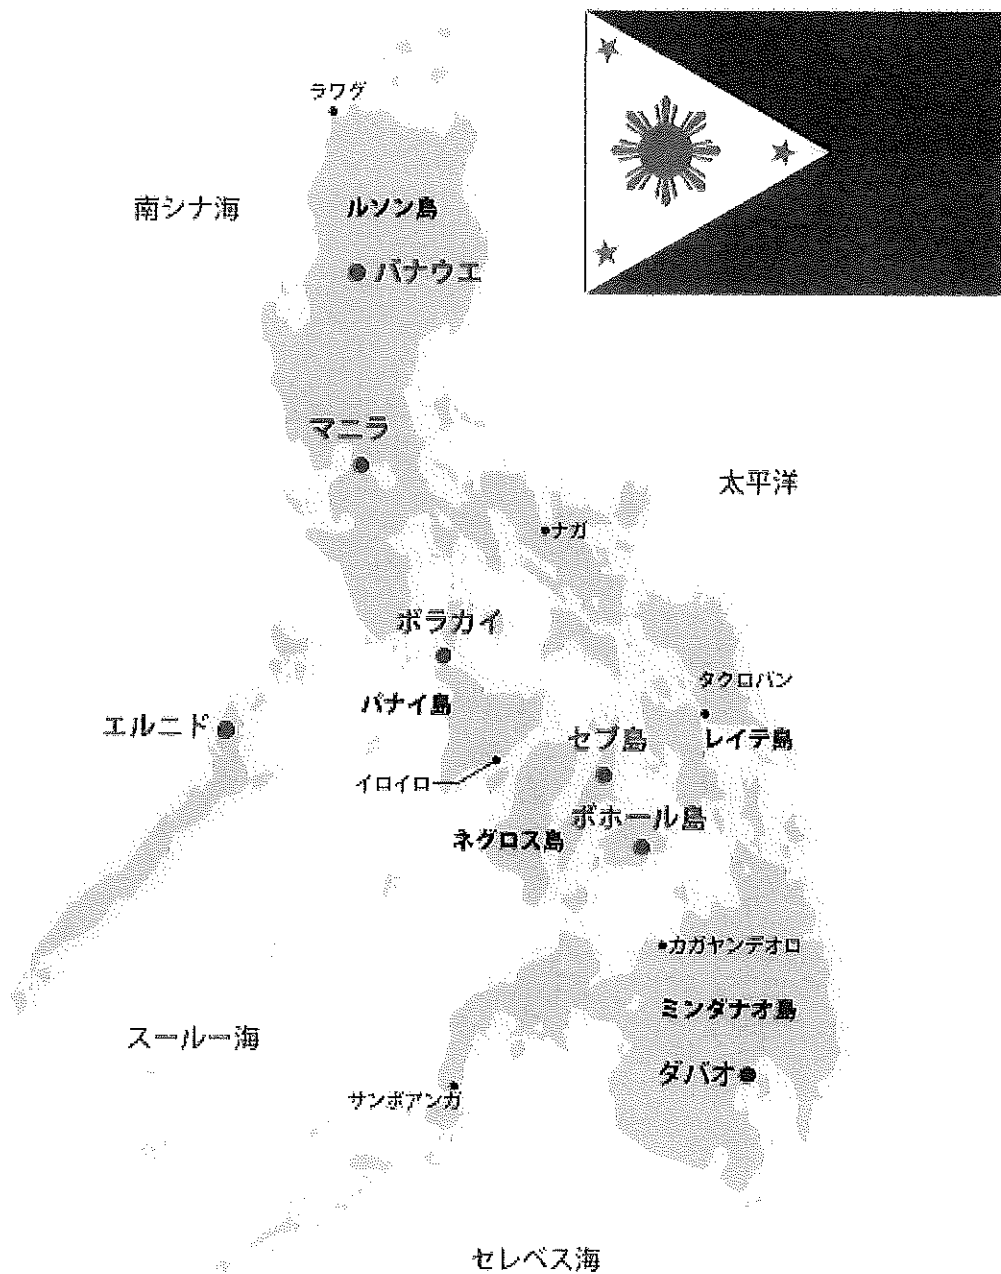 ラワグ
南シナ海
ルソン島
バナウエ
マニラ
太平洋
ナガ
ボラカイ
タクロバン
パナイ島
エルニド
セブ島
レイテ島
イロイロ
ボホール島
ネグロス島
カガヤンデオロ
ミンダナオ島
スールー海
ダバオ
サンボアンガ
セレベス海